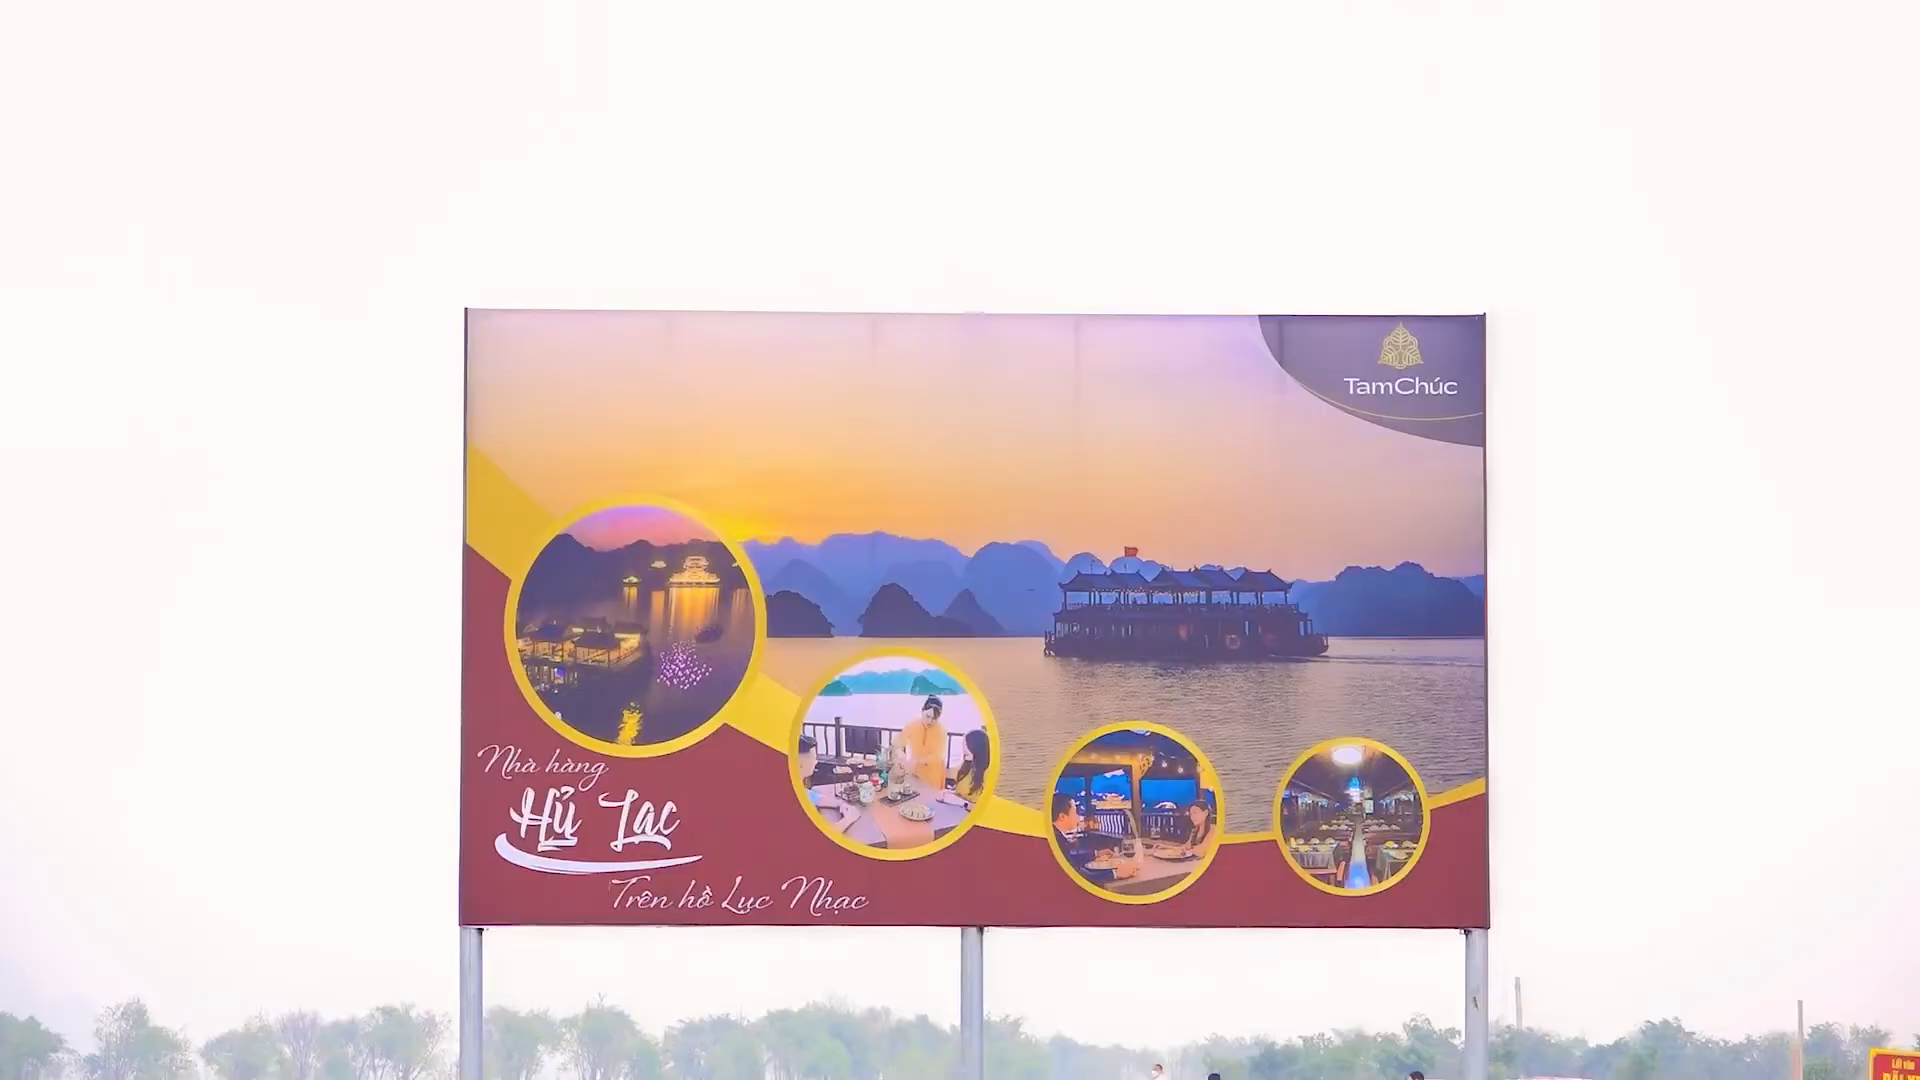 TamChúc
Nhà hàng
Hỷ Lạc
Trên hồ Lục Nhạc